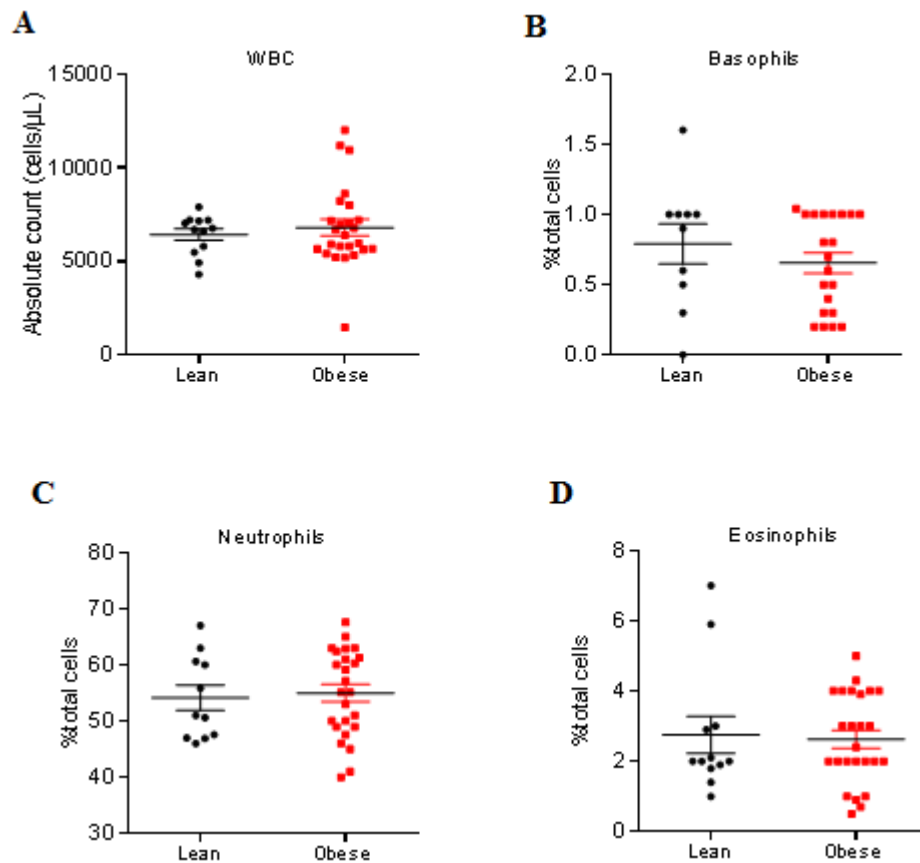 A
WBC
Absolute count (cells/µL)
15000
10000
5000
0
Lean Obese
B
Basophils
%total cells
2.0
1.5
1.0
0.5
0.0
Lean Obese
C
Neutrophils
%total cells
80
70
60
50
40
30
Lean Obese
D
Eosinophils
%total cells
8
6
4
2
0
Lean Obese